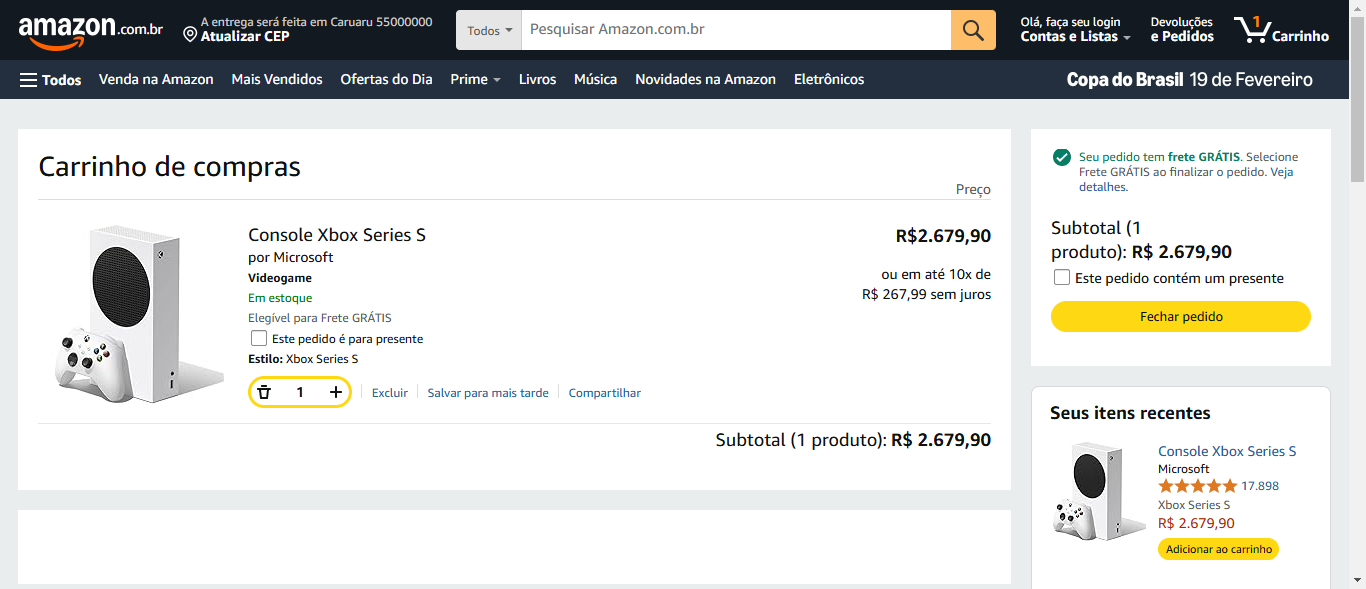 amazon.com.br
A entrega será feita em Caruaru 55000000
Atualizar CEP
Todos
Pesquisar Amazon.com.br
Olá, faça seu login
Contas e Listas
Devoluções
e Pedidos
1
Carrinho
Todos
Venda na Amazon
Mais Vendidos
Ofertas do Dia
Prime
Livros
Música
Novidades na Amazon
Eletrônicos
Copa do Brasil 19 de Fevereiro
Carrinho de compras
Preço
Console Xbox Series S
por Microsoft
Videogame
Em estoque
Elegível para Frete GRÁTIS
Este pedido é para presente
Estilo: Xbox Series S
1
Excluir
Salvar para mais tarde
Compartilhar
R$2.679,90
ou em até 10x de
R$ 267,99 sem juros
Subtotal (1 produto): R$ 2.679,90
Seu pedido tem frete GRÁTIS. Selecione
Frete GRÁTIS ao finalizar o pedido. Veja
detalhes.
Subtotal (1
produto): R$ 2.679,90
Este pedido contém um presente
Fechar pedido
Seus itens recentes
Console Xbox Series S
Microsoft
17.898
Xbox Series S
R$ 2.679,90
Adicionar ao carrinho